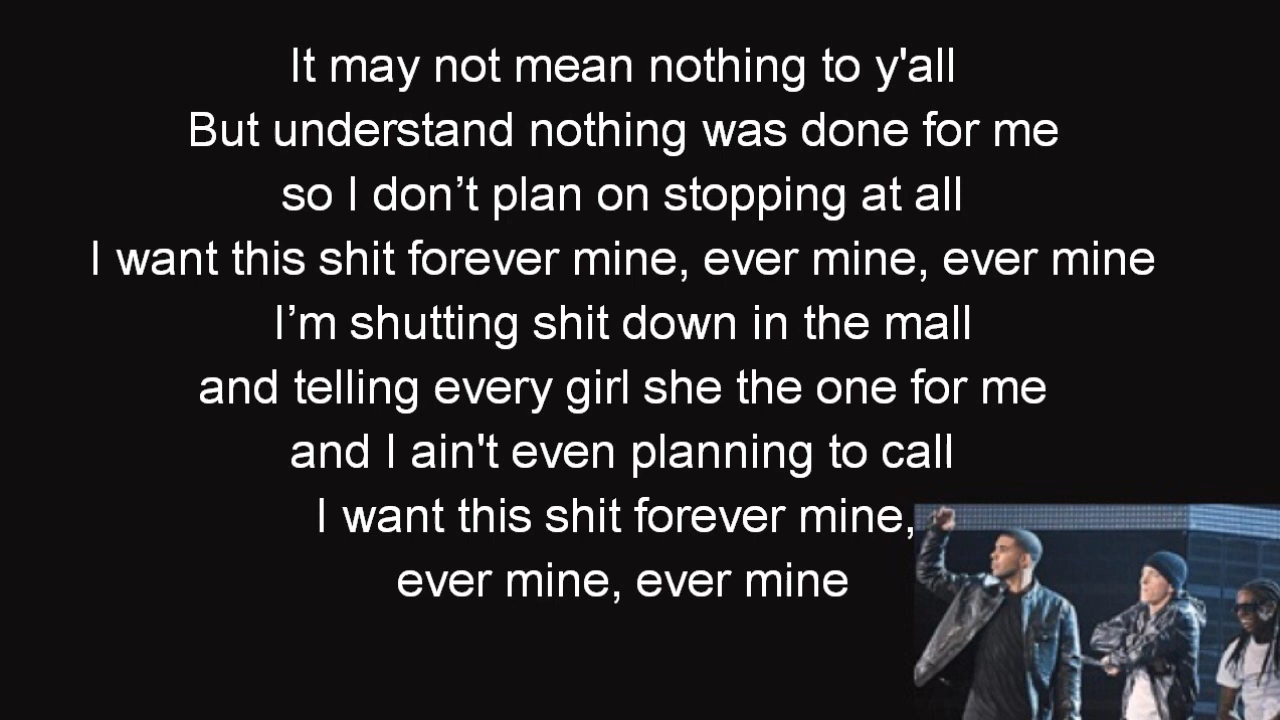 It may not mean nothing to y'all
But understand nothing was done for me
so I don’t plan on stopping at all
I want this shit forever mine, ever mine, ever mine
I’m shutting shit down in the mall
and telling every girl she the one for me
and I ain't even planning to call
I want this shit forever mine,
ever mine, ever mine